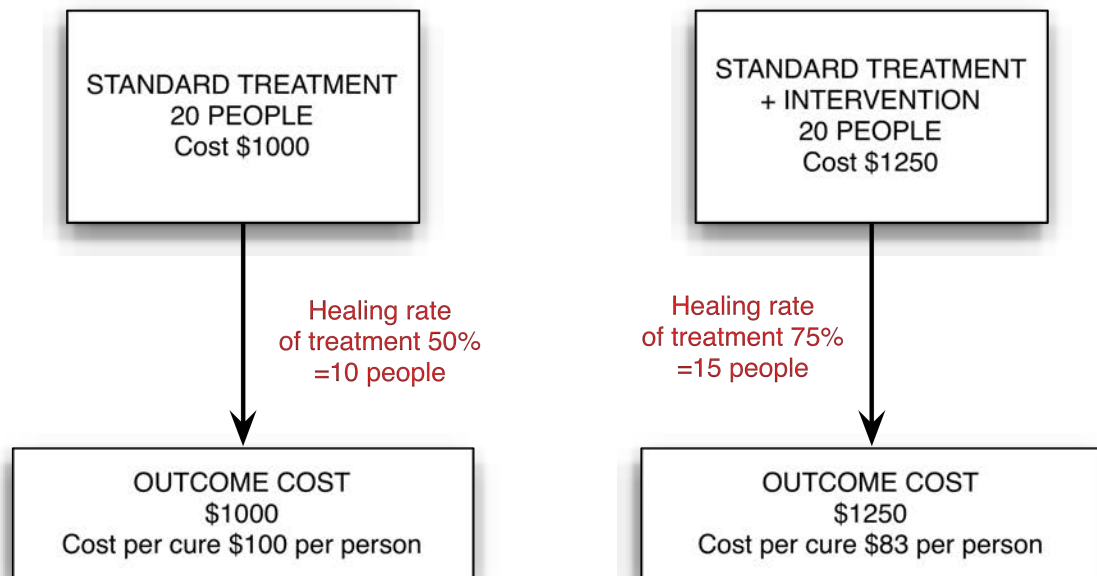 STANDARD TREATMENT
20 PEOPLE
Cost $1000
STANDARD TREATMENT
+ INTERVENTION
20 PEOPLE
Cost $1250
Healing rate
of treatment 50%
=10 people
Healing rate
of treatment 75%
=15 people
OUTCOME COST
$1000
Cost per cure $100 per person
OUTCOME COST
$1250
Cost per cure $83 per person